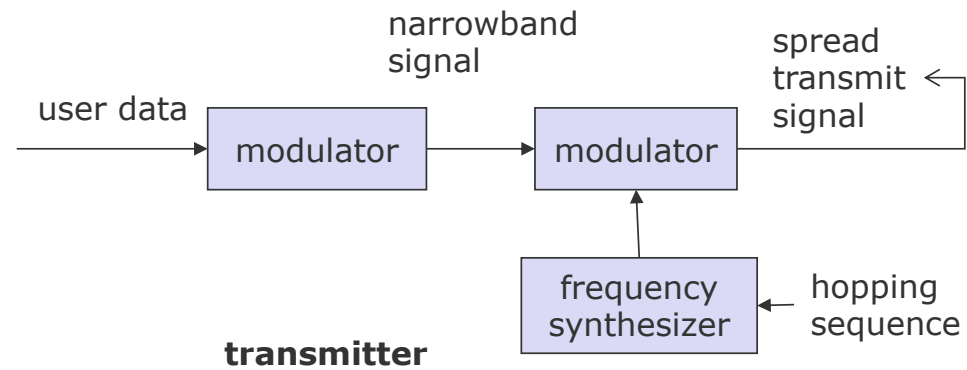 narrowband
signal
spread
transmit
signal
user data
modulator
modulator
frequency
synthesizer
hopping
sequence
transmitter